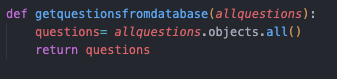 def getquestionsfromdatabase(allquestions):
    questions= allquestions.objects.all()
    return questions